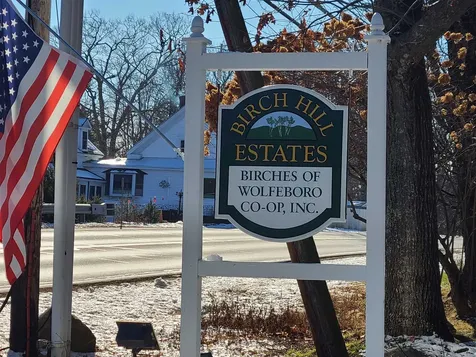 BIRCH HILL
ESTATES
BIRCHES OF
WOLFEBORO
CO-OP, INC.